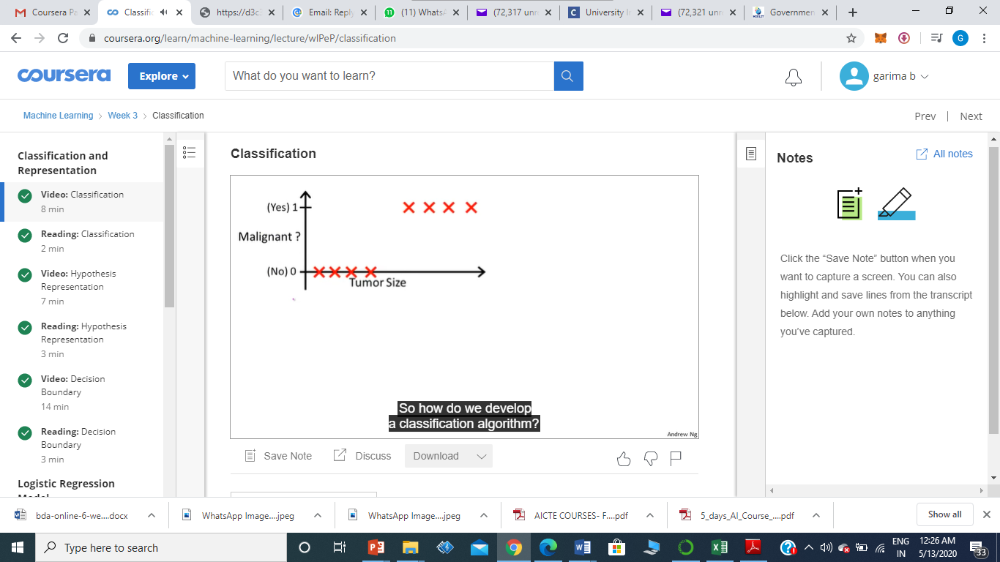 Coursera Pa
Classific
https://d3c3
Email: Reply
(11) WhatsA
(72,317 unr
University I
(72,321 unr
Governmen
coursera.org/learn/machine-learning/lecture/wIPeP/classification
G
coursera
Explore
What do you want to learn?
garima b
Machine Learning
Week 3
Classification
Prev | Next
Classification and
Representation
Video: Classification
8 min
Reading: Classification
2 min
Video: Hypothesis
Representation
7 min
Reading: Hypothesis
Representation
3 min
Video: Decision
Boundary
14 min
Reading: Decision
Boundary
3 min
Logistic Regression
Model
Classification
(Yes) 1
Malignant ?
(No) 0
Tumor Size
So how do we develop
a classification algorithm?
Andrew Ng
Save Note
Discuss
Download
Notes
All notes
Click the “Save Note” button when you
want to capture a screen. You can also
highlight and save lines from the transcript
below. Add your own notes to anything
you’ve captured.
bda-online-6-we....docx
WhatsApp Image....jpeg
WhatsApp Image....jpeg
AICTE COURSES- F....pdf
5_days_AI_Course_....pdf
Show all
Type here to search
ENG
IN
12:26 AM
5/13/2020
33